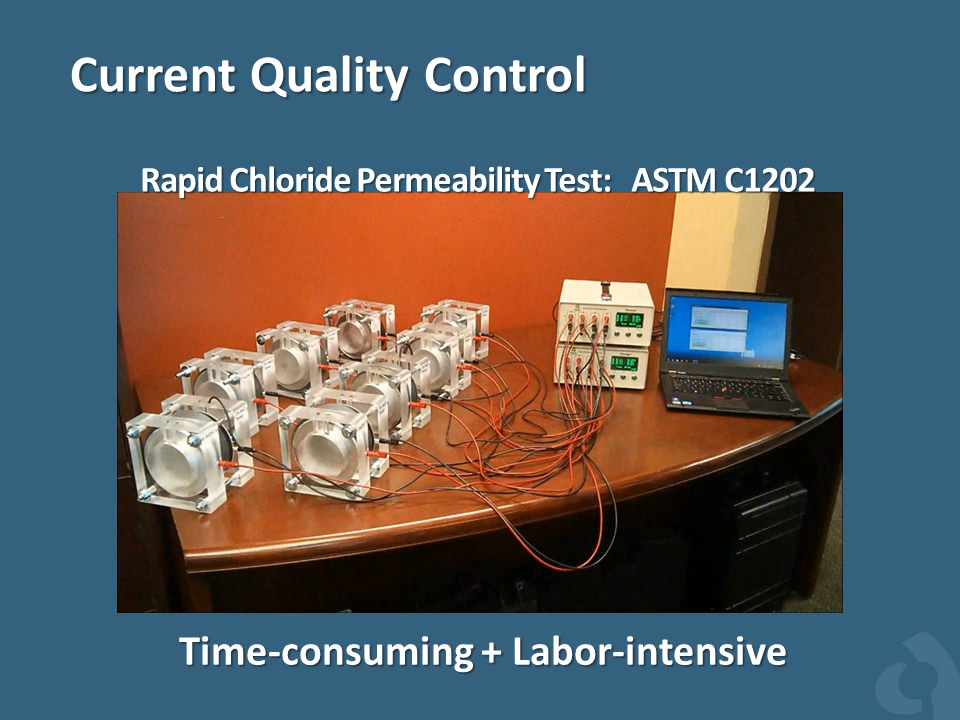 Current Quality Control
Rapid Chloride Permeability Test: ASTM C1202
Time-consuming + Labor-intensive